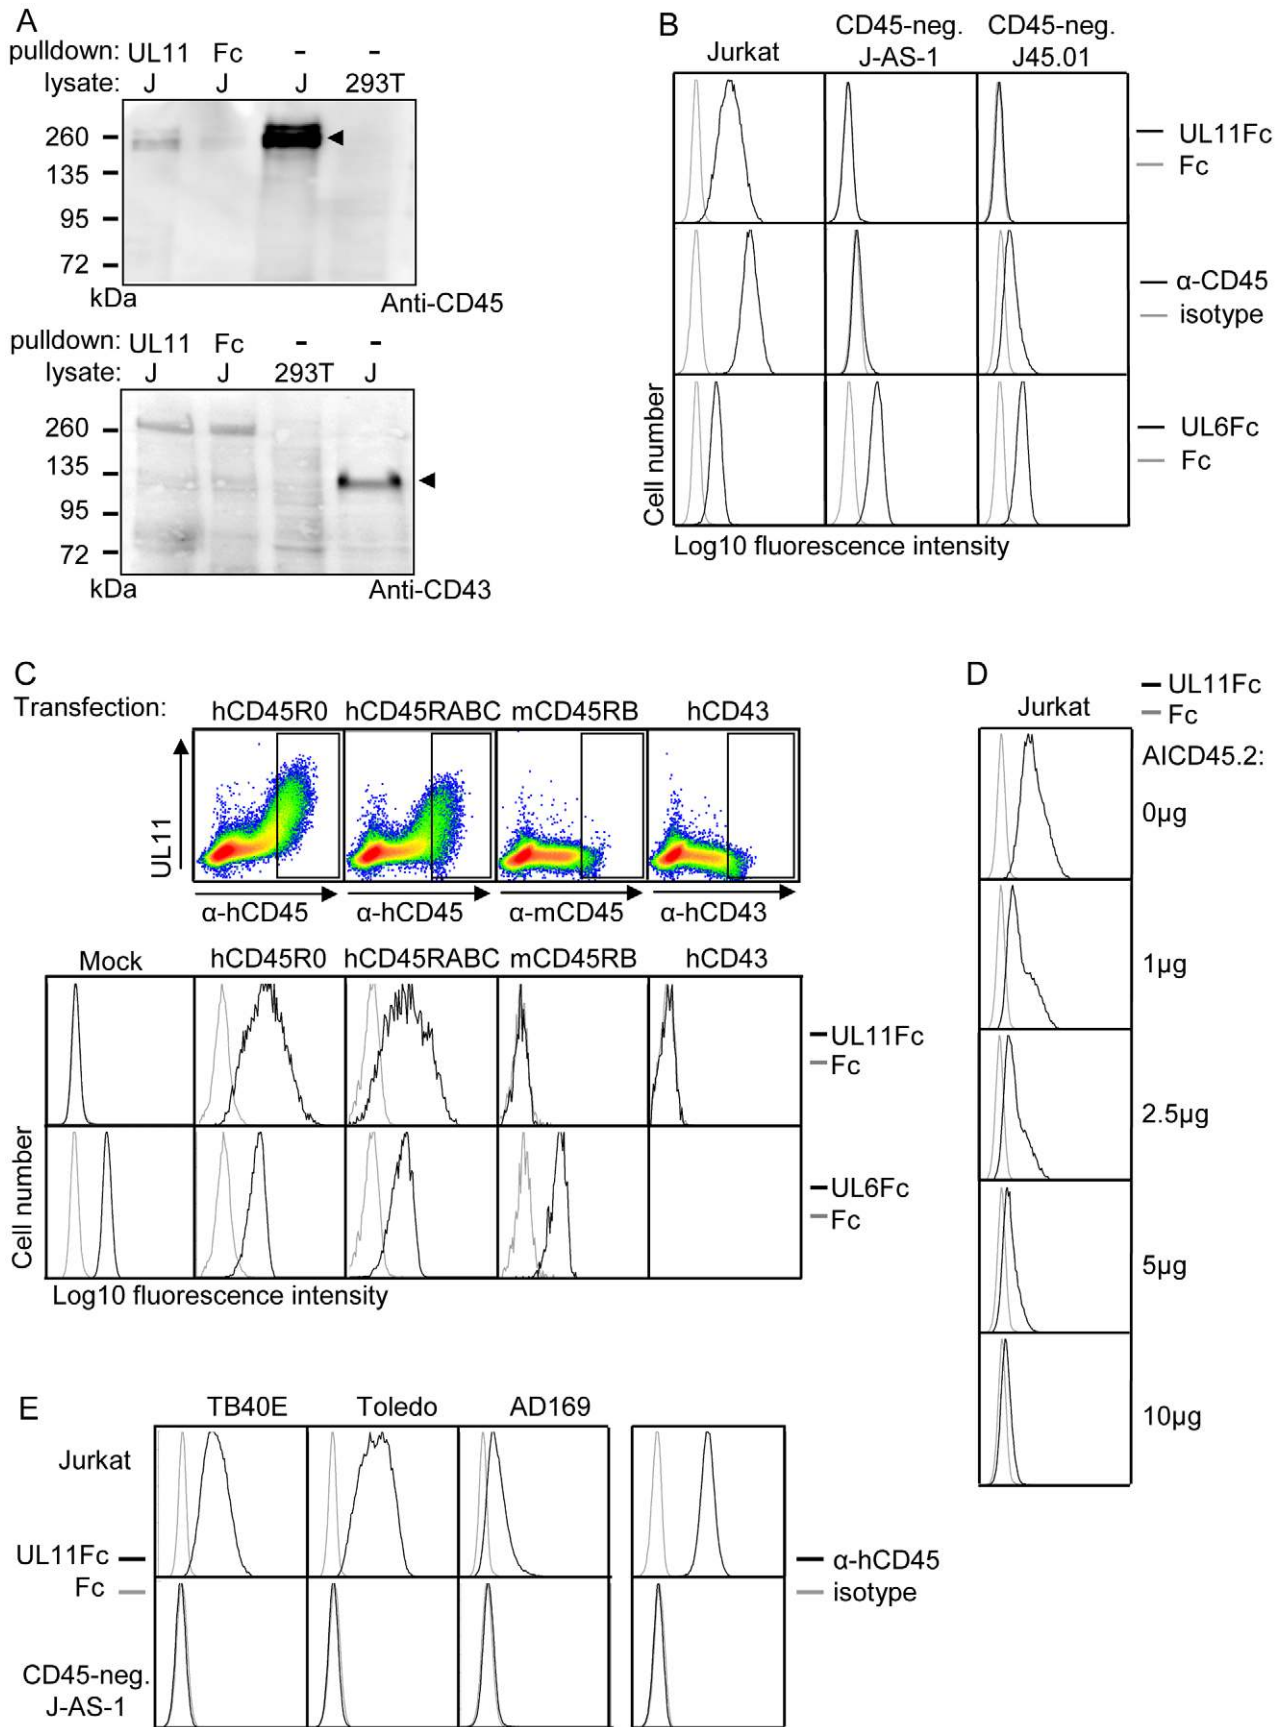 A
pulldown: UL11 Fc - -
lysate: J J J 293T
260
135
95
72
kDa
Anti-CD45
pulldown: UL11 Fc - -
lysate: J J 293T J
260
135
95
72
kDa
Anti-CD43
B
CD45-neg. CD45-neg.
Jurkat J-AS-1 J45.01
UL11Fc
Fc
α-CD45
isotype
UL6Fc
Fc
Cell number
Log10 fluorescence intensity
C
Transfection: hCD45R0 hCD45RABC mCD45RB hCD43
UL11
α-hCD45 α-hCD45 α-mCD45 α-hCD43
Mock hCD45R0 hCD45RABC mCD45RB hCD43
UL11Fc
Fc
UL6Fc
Fc
Cell number
Log10 fluorescence intensity
D
UL11Fc
Fc
Jurkat
AICD45.2:
0µg
1µg
2.5µg
5µg
10µg
E
TB40E Toledo AD169
Jurkat
UL11Fc
Fc
α-hCD45
isotype
CD45-neg.
J-AS-1